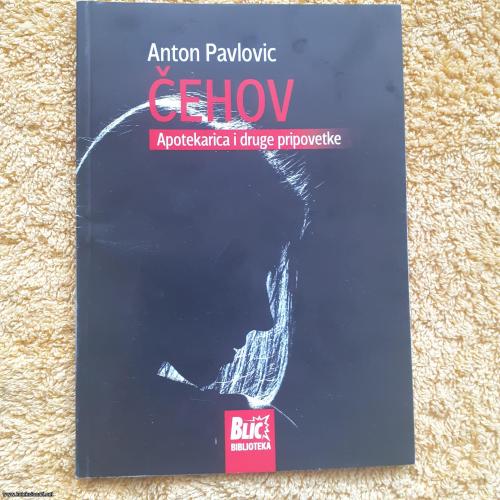 Anton Pavlovic
ČEHOV
Apotekarica i druge pripovetke
BLIC
BIBLIOTEKA